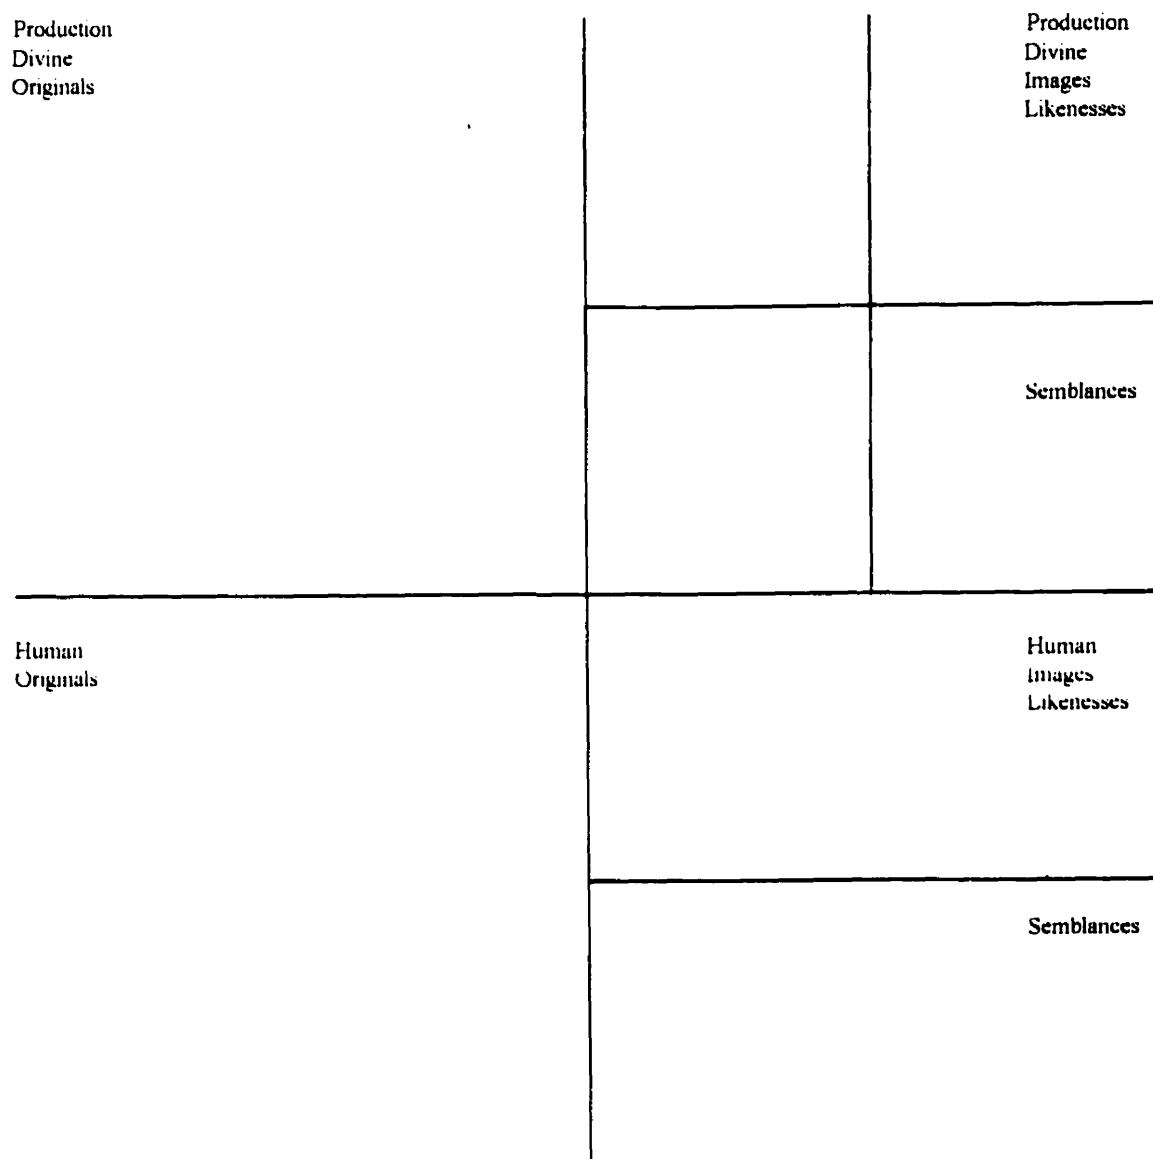 Production
Divine
Originals
Production
Divine
Images
Likenesses
Semblances
Human
Originals
Human
Images
Likenesses
Semblances